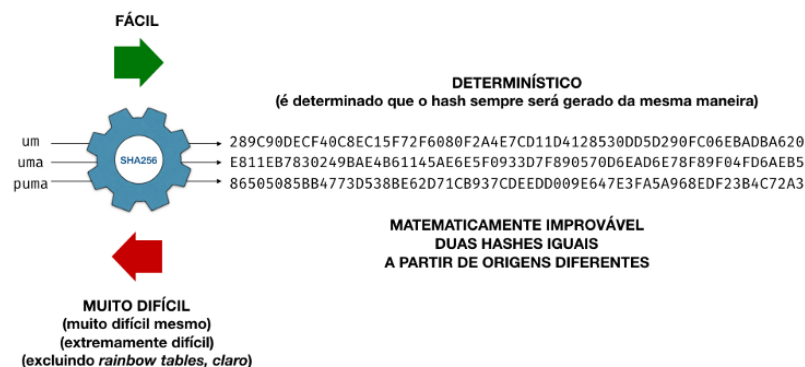 FÁCIL
DETERMINÍSTICO
(é determinado que o hash sempre será gerado da mesma maneira)
um
SHA256
uma
puma
289C90DECF40C8EC15F72F6080F2A4E7CD11D4128530DD5D290FC06EBADBA620
E811EB7830249BAE4B61145AE6E5F0933D7F890570D6EAD6E78F89F04FD6AEB5
86505085BB4773D538BE62D71CB937CDEEDD009E647E3FA5A968EDF23B4C72A3
MATEMATICAMENTE IMPROVÁVEL
DUAS HASHES IGUAIS
A PARTIR DE ORIGENS DIFERENTES
MUITO DIFÍCIL
(muito difícil mesmo)
(extremamente difícil)
(excluindo rainbow tables, claro)